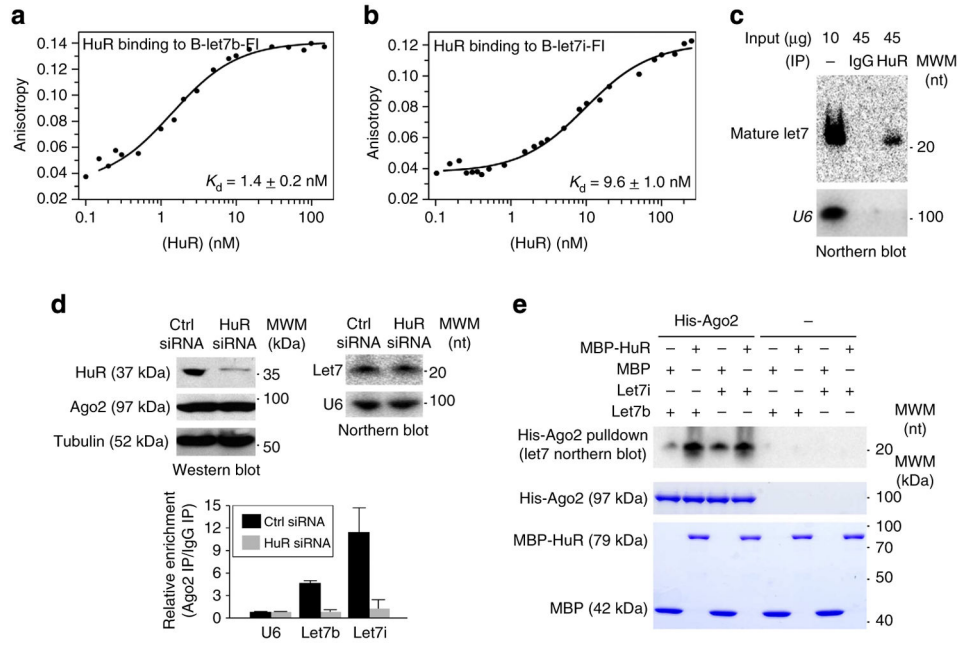 a
HuR binding to B-let7b-Fl
Anisotropy
0.14
0.12
0.10
0.08
0.06
0.04
0.02
Kd = 1.4 ± 0.2 nM
0.1 1 10 100
(HuR) (nM)
b
HuR binding to B-let7i-Fl
Anisotropy
0.12
0.10
0.08
0.06
0.04
0.02
Kd = 9.6 ± 1.0 nM
0.1 1 10 100
(HuR) (nM)
c
Input (µg) 10 45 45
(IP) – IgG HuR MWM
(nt)
Mature let7
20
U6
100
Northern blot
d
Ctrl siRNA HuR siRNA MWM (kDa)
HuR (37 kDa) 35
Ago2 (97 kDa) 100
Tubulin (52 kDa) 50
Western blot
Ctrl siRNA HuR siRNA MWM (nt)
Let7 20
U6 100
Northern blot
Relative enrichment
(Ago2 IP/IgG IP)
15
12
9
6
3
0
Ctrl siRNA
HuR siRNA
U6 Let7b Let7i
e
His-Ago2 –
MBP-HuR – + – + – + – +
MBP + – + – + – + –
Let7i – – + + – – + +
Let7b + + – – + + – –
MWM
(nt)
His-Ago2 pulldown
(let7 northern blot)
20
MWM
(kDa)
His-Ago2 (97 kDa) 100
100
MBP-HuR (79 kDa)
70
50
MBP (42 kDa)
40